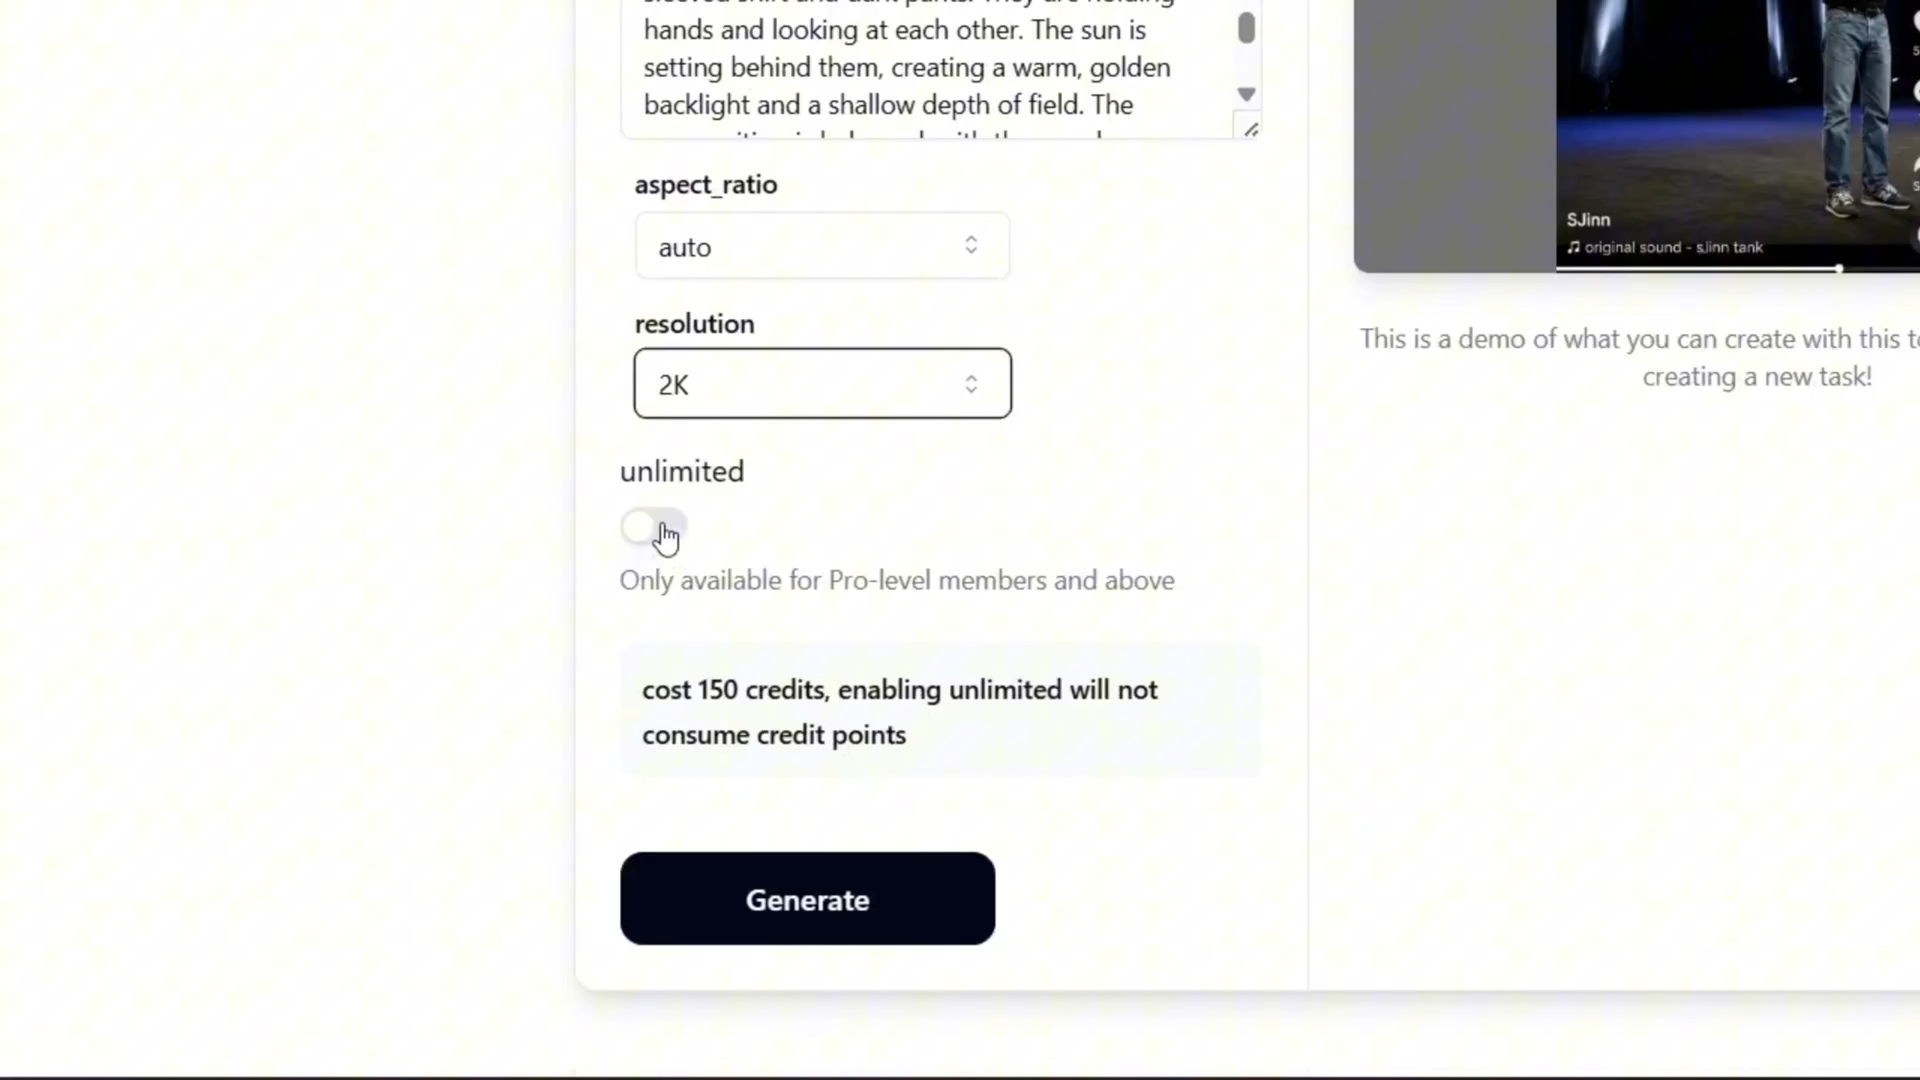 hands and looking at each other. The sun is
setting behind them, creating a warm, golden
backlight and a shallow depth of field. The
aspect_ratio
auto
resolution
2K
unlimited
Only available for Pro-level members and above
cost 150 credits, enabling unlimited will not
consume credit points
Generate
SJinn
original sound - sJinn tank
This is a demo of what you can create with this
creating a new task!